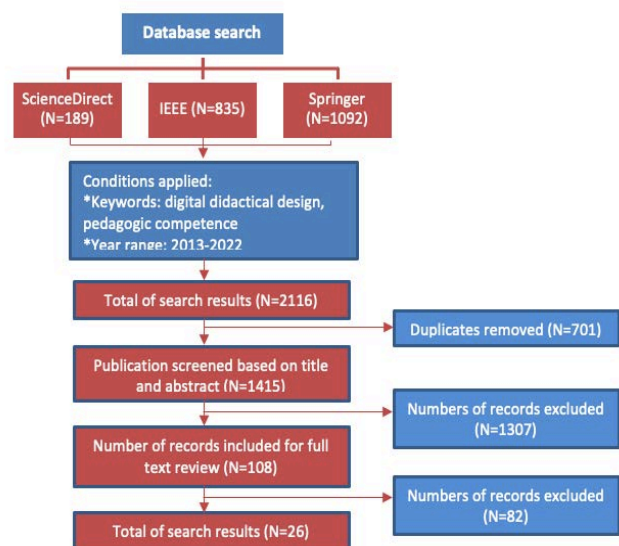 Database search
ScienceDirect
(N=189)
IEEE (N=835)
Springer
(N=1092)
Conditions applied:
*Keywords: digital didactical design,
pedagogic competence
*Year range: 2013-2022
Total of search results (N=2116)
Duplicates removed (N=701)
Publication screened based on title
and abstract (N=1415)
Numbers of records excluded
(N=1307)
Number of records included for full
text review (N=108)
Numbers of records excluded
(N=82)
Total of search results (N=26)